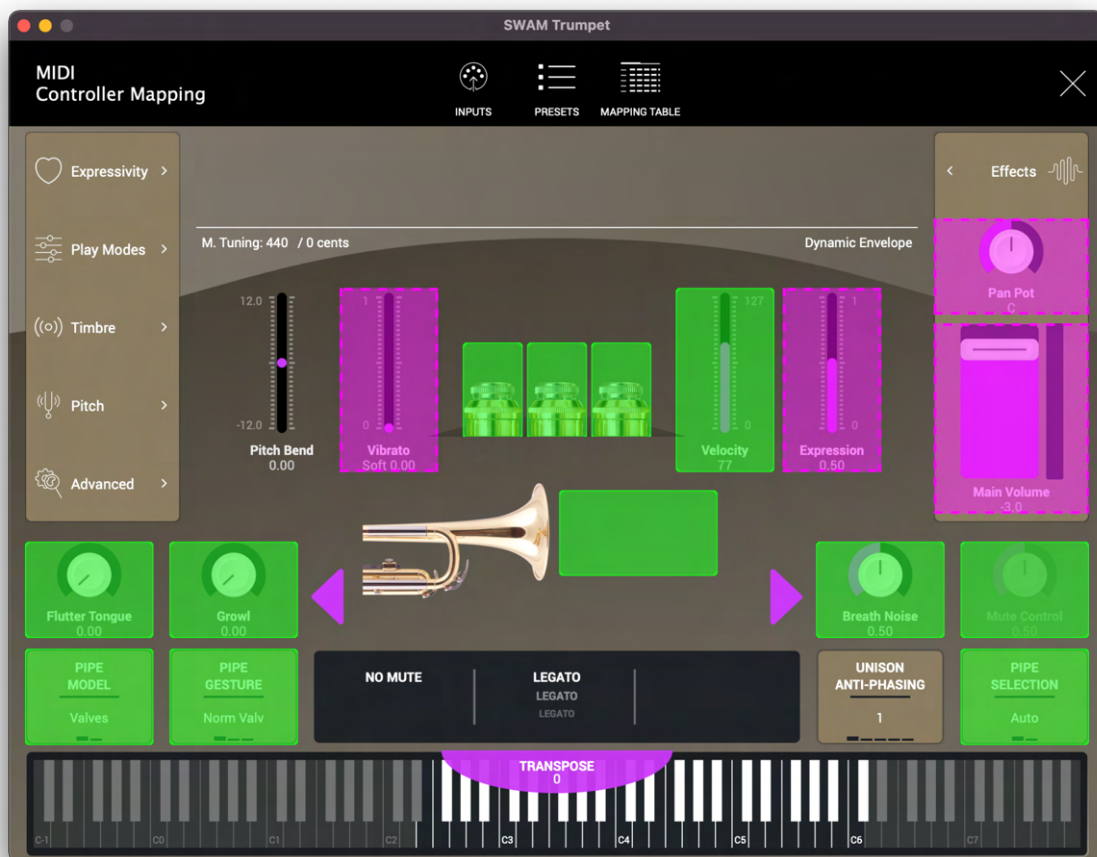 SWAM Trumpet
MIDI
Controller Mapping
INPUTS
PRESETS
MAPPING TABLE
Expressivity
Play Modes
Timbre
Pitch
Advanced
Effects
M. Tuning: 440 / 0 cents
Dynamic Envelope
Pan Pot
C
12.0
-12.0
Pitch Bend
0.00
1
0
Vibrato
Soft 0.00
127
0
Velocity
77
1
0
Expression
0.50
Main Volume
-3.0
Flutter Tongue
0.00
Growl
0.00
Breath Noise
0.50
Mute Control
0.50
PIPE
MODEL
Valves
PIPE
GESTURE
Norm Valv
NO MUTE
LEGATO
LEGATO
LEGATO
UNISON
ANTI-PHASING
1
PIPE
SELECTION
Auto
TRANSPOSE
0
C-1 C0 C1 C2 C3 C4 C5 C6 C7